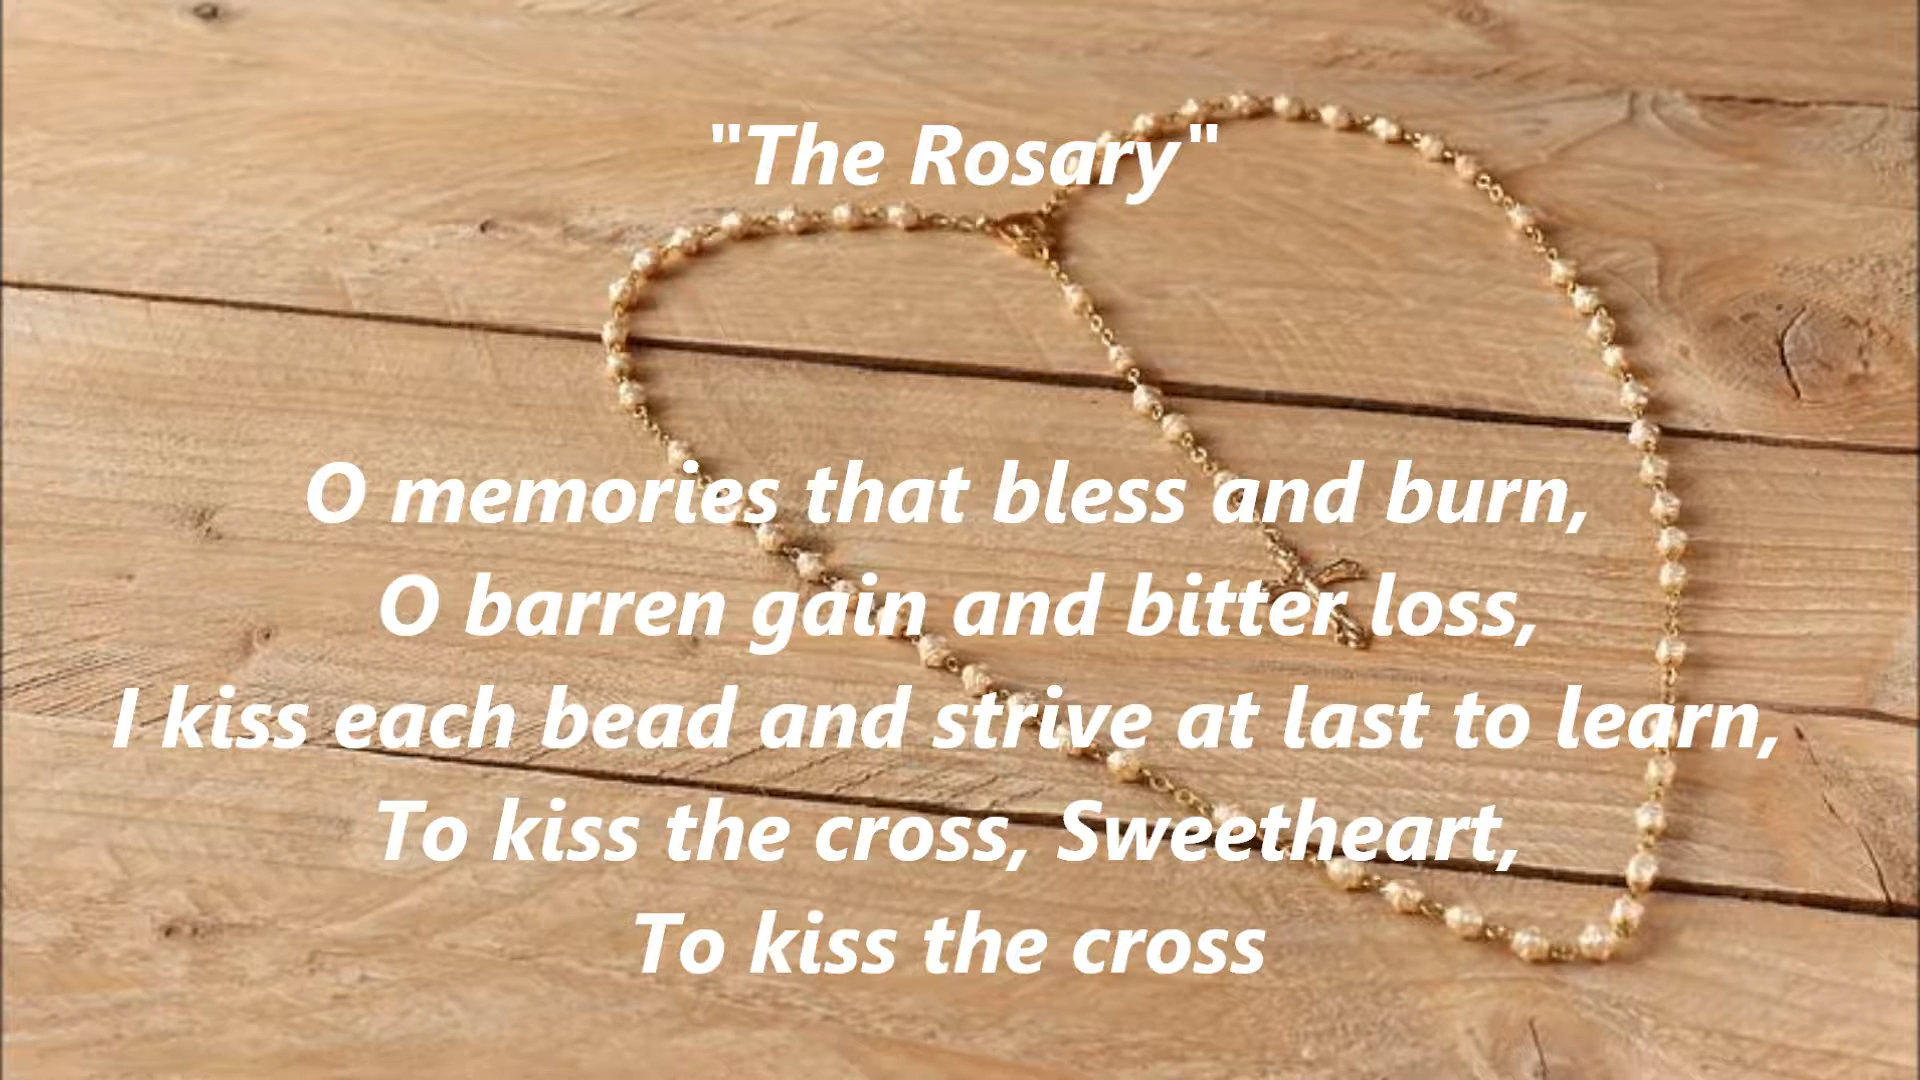 "The Rosary"
O memories that bless and burn,
O barren gain and bitter loss,
I kiss each bead and strive at last to learn,
To kiss the cross, Sweetheart,
To kiss the cross